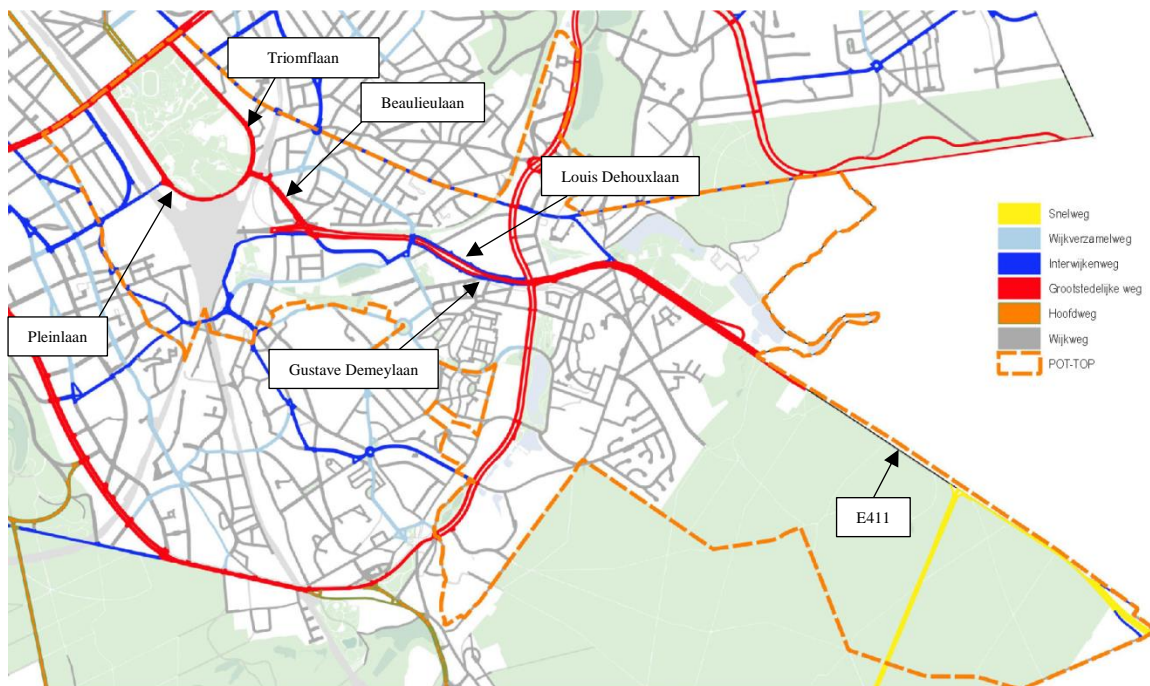 Triomflaan
Beaulieulaan
Louis Dehouxlaan
Pleinlaan
Gustave Demeylaan
E411
Snelweg
Wijkverzamelweg
Interwijkenweg
Grootstedelijke weg
Hoofdweg
Wijkweg
POT-TOP